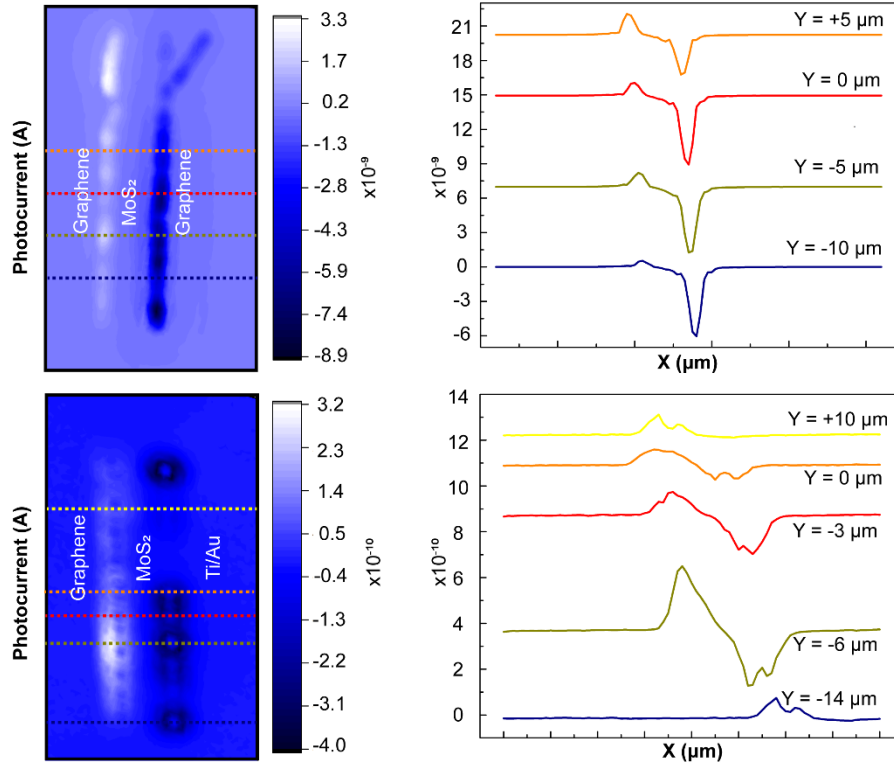 Photocurrent (A)
Graphene
MoS₂
Graphene
3.3
1.7
0.2
-1.3
-2.8
-4.3
-5.9
-7.4
-8.9
x10⁻⁹
21
18
15
12
9
6
3
0
-3
-6
x10⁻⁹
Y = +5 µm
Y = 0 µm
Y = -5 µm
Y = -10 µm
X (µm)
Photocurrent (A)
Graphene
MoS₂
Ti/Au
3.2
2.3
1.4
0.5
-0.4
-1.3
-2.2
-3.1
-4.0
x10⁻¹⁰
14
12
10
8
6
4
2
0
x10⁻¹⁰
Y = +10 µm
Y = 0 µm
Y = -3 µm
Y = -6 µm
Y = -14 µm
X (µm)